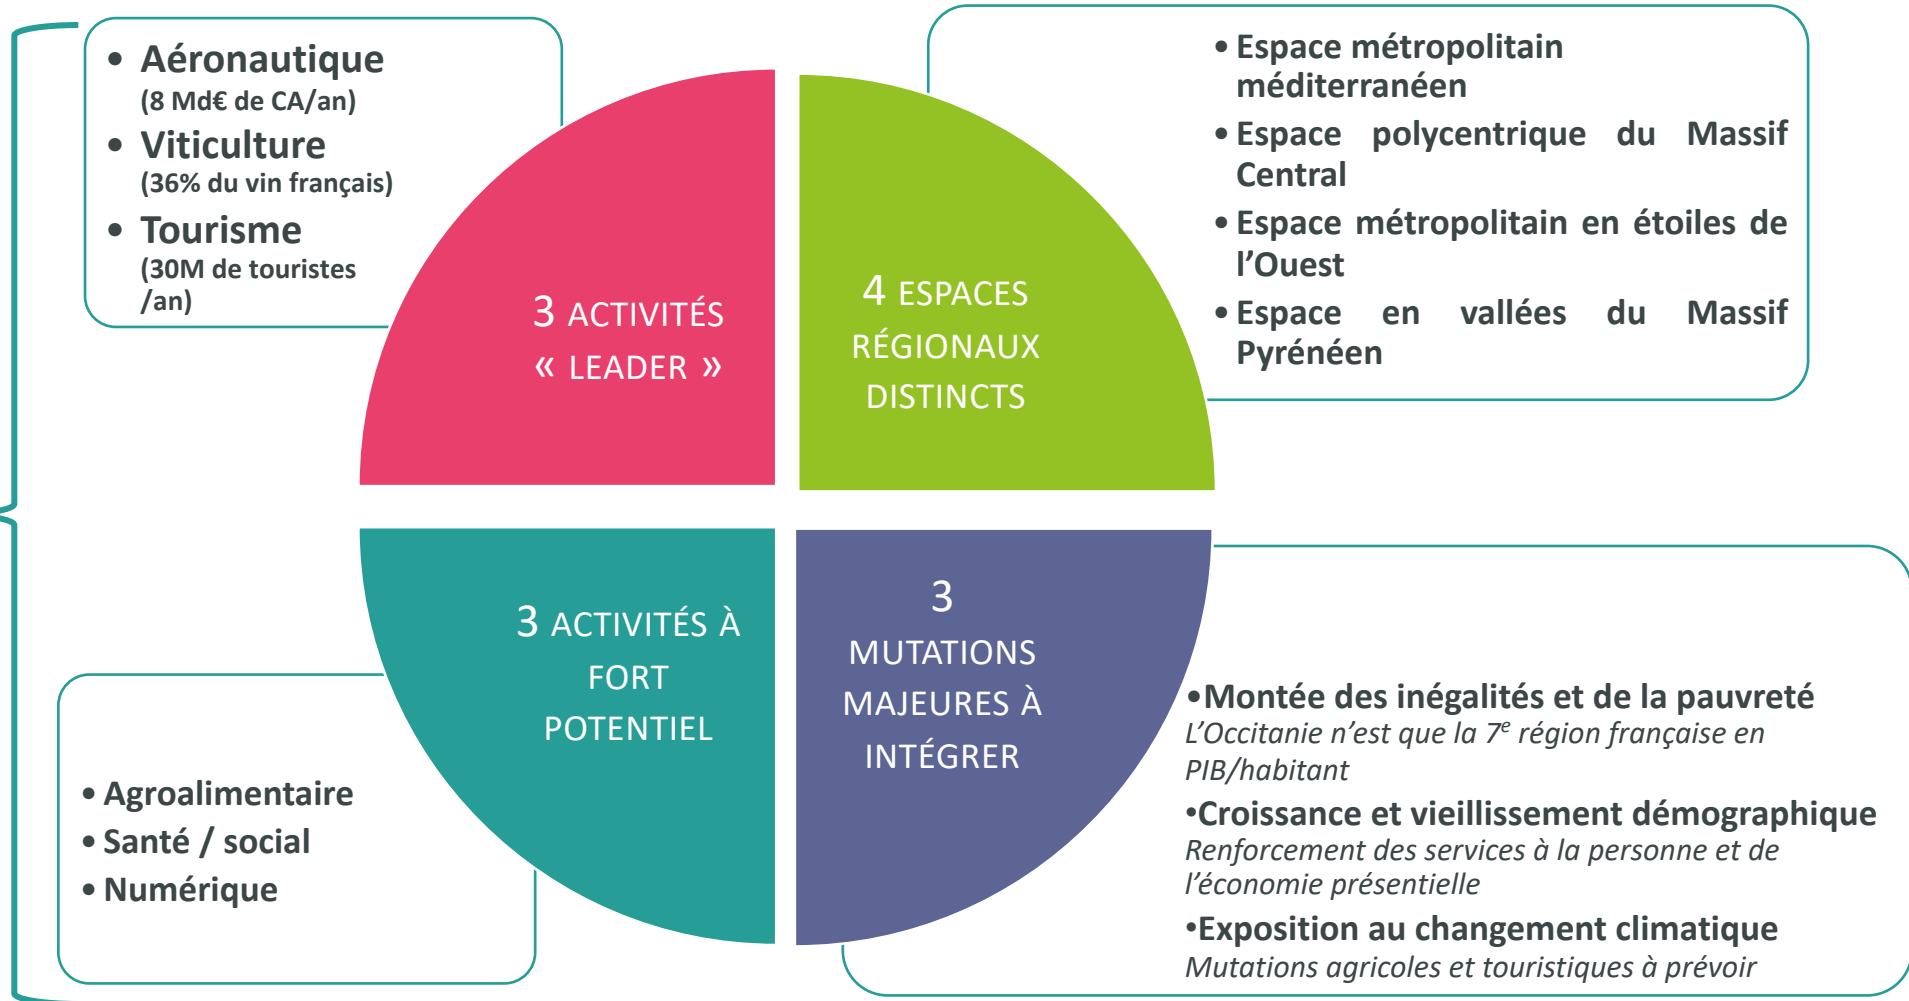 • Aéronautique
(8 Md€ de CA/an)
• Viticulture
(36% du vin français)
• Tourisme
(30M de touristes
/an)
3 ACTIVITÉS
« LEADER »
4 ESPACES
RÉGIONAUX
DISTINCTS
• Espace métropolitain
méditerranéen
• Espace polycentrique du Massif
Central
• Espace métropolitain en étoiles de
l’Ouest
• Espace en vallées du Massif
Pyrénéen
3 ACTIVITÉS À
FORT
POTENTIEL
• Agroalimentaire
• Santé / social
• Numérique
3
MUTATIONS
MAJEURES À
INTÉGRER
•Montée des inégalités et de la pauvreté
L’Occitanie n’est que la 7e région française en
PIB/habitant
•Croissance et vieillissement démographique
Renforcement des services à la personne et de
l’économie présentielle
•Exposition au changement climatique
Mutations agricoles et touristiques à prévoir